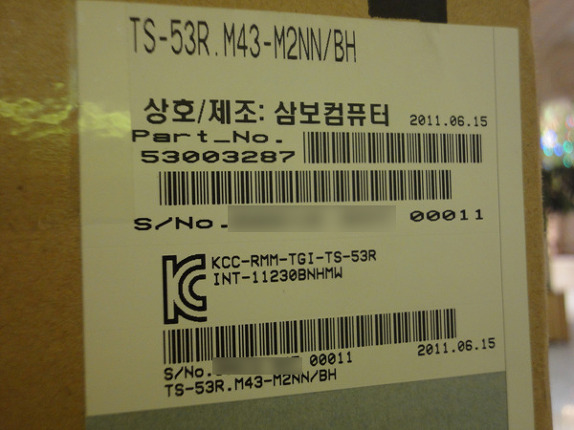 TS-53R.M43-M2NN/BH
상호/제조: 삼보컴퓨터 2011.06.15
Part_No.
53003287
S/No. 00011
KCC-RMM-TGI-TS-53R
INT-11230BNHMW
S/No. 00011 2011.06.15
TS-53R.M43-M2NN/BH